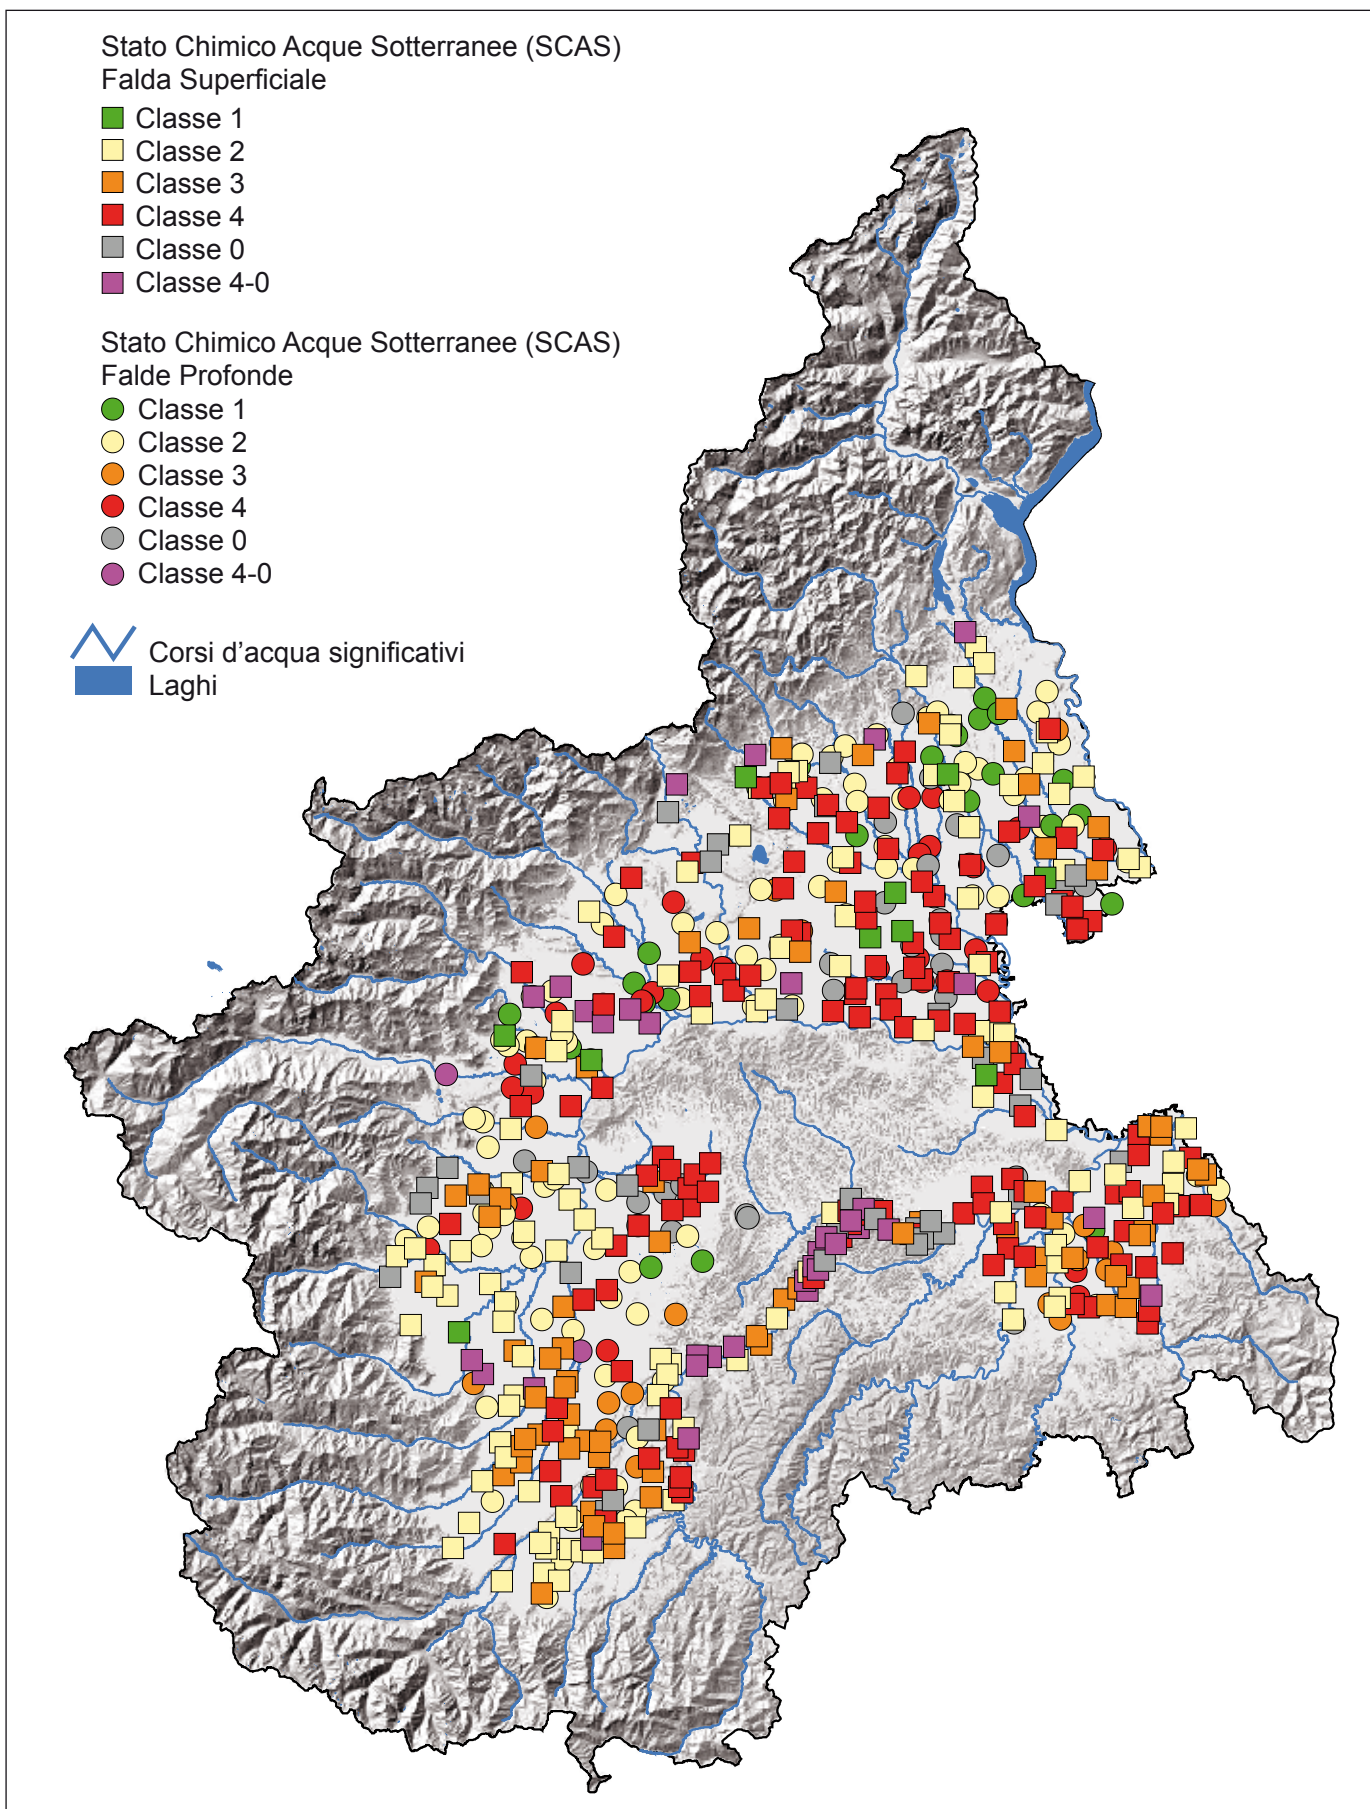 Stato Chimico Acque Sotterranee (SCAS)
Falda Superficiale
Classe 1
Classe 2
Classe 3
Classe 4
Classe 0
Classe 4-0
Stato Chimico Acque Sotterranee (SCAS)
Falde Profonde
Classe 1
Classe 2
Classe 3
Classe 4
Classe 0
Classe 4-0
Corsi d’acqua significativi
Laghi